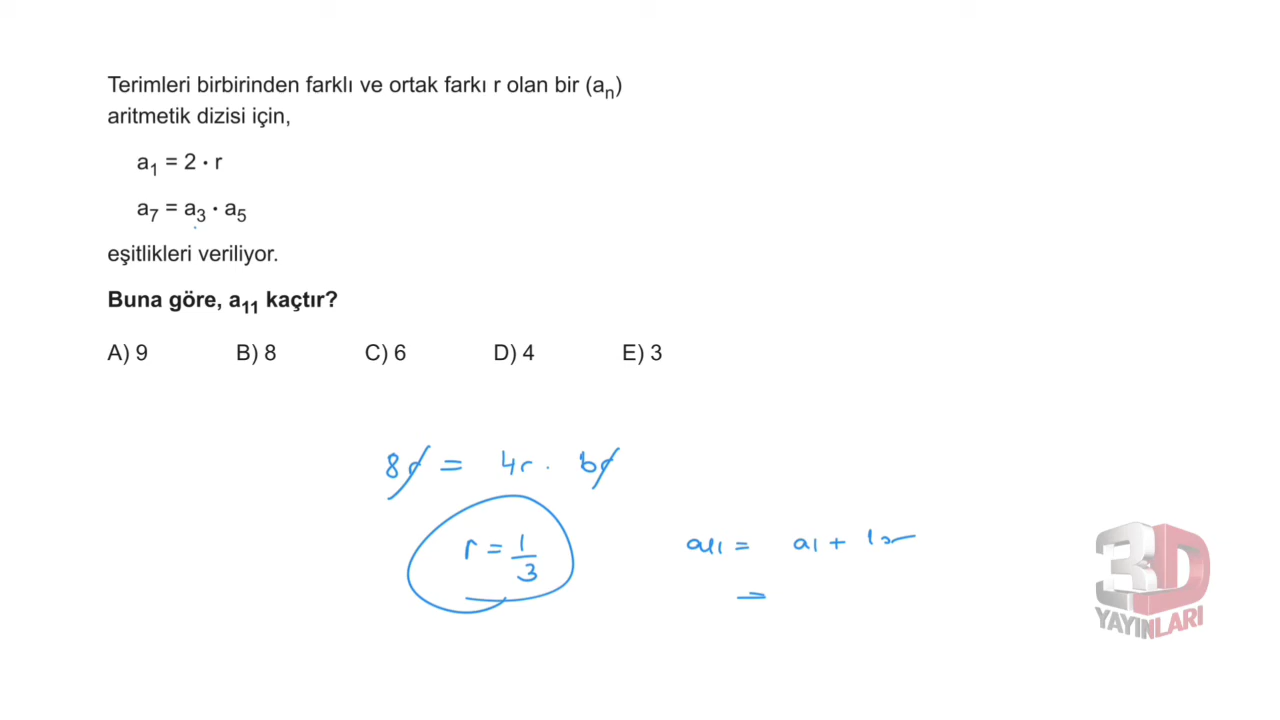 Terimleri birbirinden farklı ve ortak farkı r olan bir (aₙ)
aritmetik dizisi için,
a₁ = 2 · r
a₇ = a₃ · a₅
eşitlikleri veriliyor.
Buna göre, a₁₁ kaçtır?
A) 9 B) 8 C) 6 D) 4 E) 3
8r = 4r · 6r
r = 1/3
a11 = a1 + 10r
=
3D
YAYINLARI